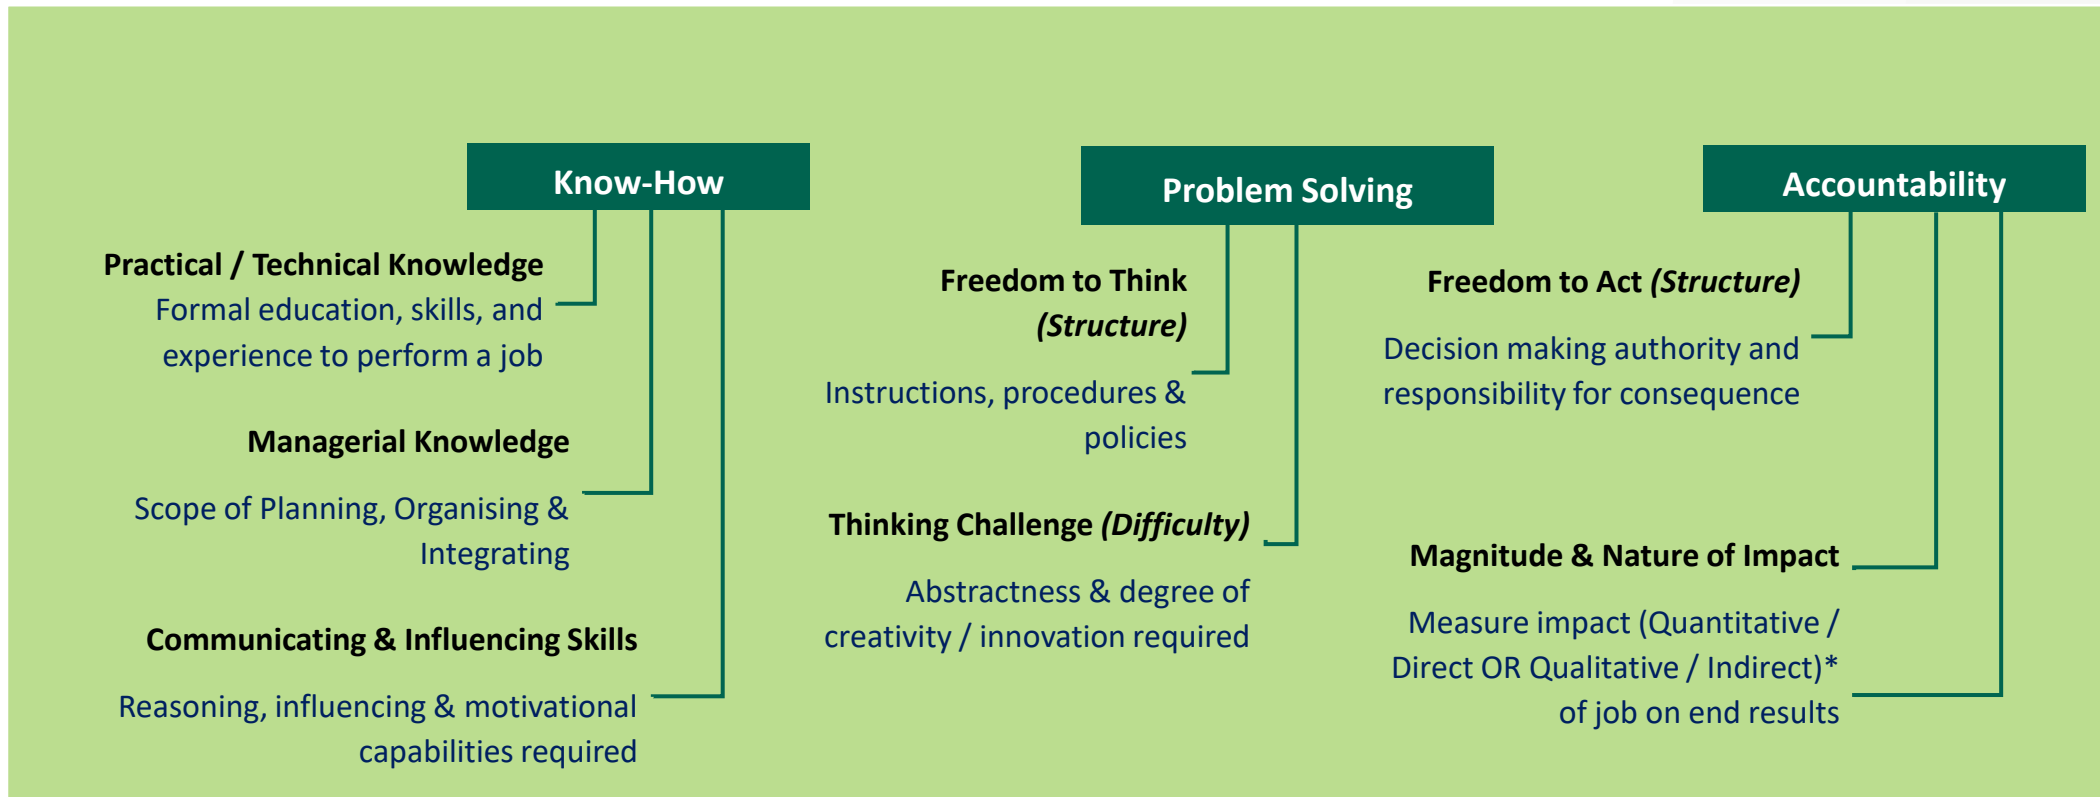 Know-How
Practical / Technical Knowledge
Formal education, skills, and
experience to perform a job
Managerial Knowledge
Scope of Planning, Organising &
Integrating
Communicating & Influencing Skills
Reasoning, influencing & motivational
capabilities required
Problem Solving
Freedom to Think
(Structure)
Instructions, procedures &
policies
Thinking Challenge (Difficulty)
Abstractness & degree of
creativity / innovation required
Accountability
Freedom to Act (Structure)
Decision making authority and
responsibility for consequence
Magnitude & Nature of Impact
Measure impact (Quantitative /
Direct OR Qualitative / Indirect)*
of job on end results